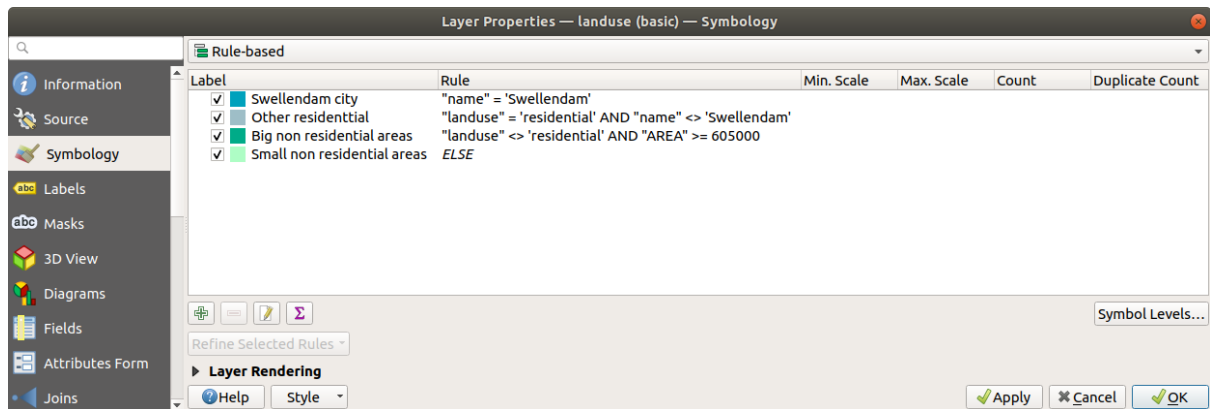 Layer Properties — landuse (basic) — Symbology
Rule-based
Information
Source
Symbology
abc Labels
abc Masks
3D View
Diagrams
Fields
Attributes Form
Joins
Label Rule Min. Scale Max. Scale Count Duplicate Count
Swellendam city "name" = 'Swellendam'
Other residenttial "landuse" = 'residential' AND "name" <> 'Swellendam'
Big non residential areas "landuse" <> 'residential' AND "AREA" >= 605000
Small non residential areas ELSE
Σ
Symbol Levels...
Refine Selected Rules
Layer Rendering
Help Style Apply Cancel OK